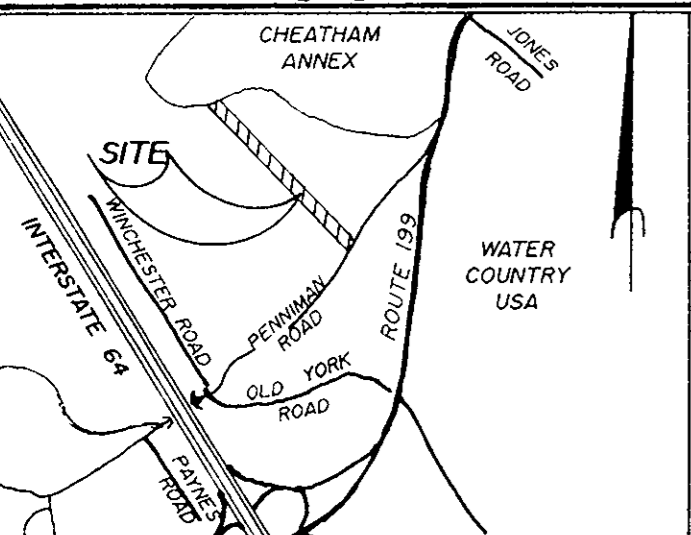 CHEATHAM
ANNEX
JONES
ROAD
SITE
WINCHESTER ROAD
INTERSTATE 64
PENNIMAN
ROAD
ROUTE 199
WATER
COUNTRY
USA
OLD YORK
ROAD
PAYNES
ROAD